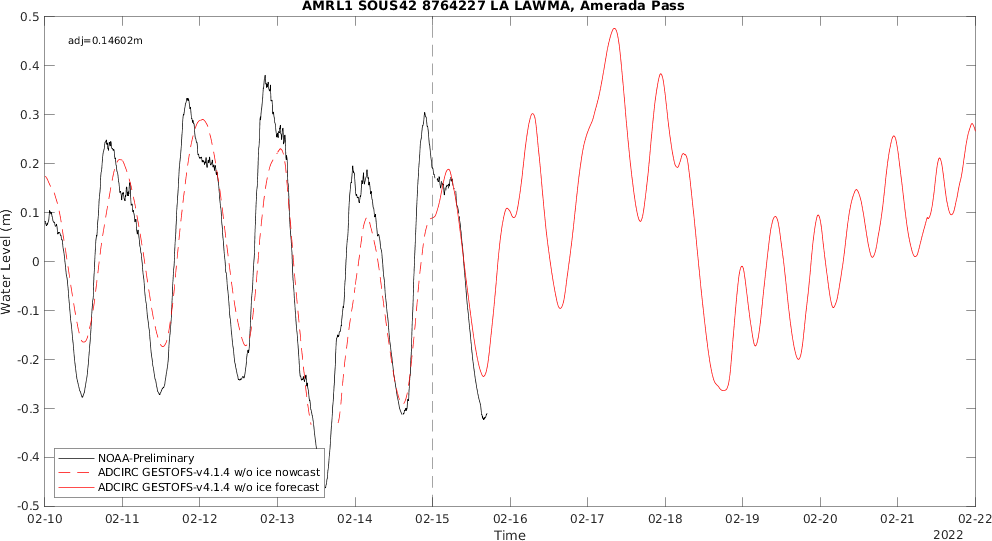 AMRL1 SOUS42 8764227 LA LAWMA, Amerada Pass
adj=0.14602m
0.5
0.4
0.3
0.2
0.1
0
-0.1
-0.2
-0.3
-0.4
-0.5
Water Level (m)
NOAA-Preliminary
ADCIRC GESTOFS-v4.1.4 w/o ice nowcast
ADCIRC GESTOFS-v4.1.4 w/o ice forecast
02-10 02-11 02-12 02-13 02-14 02-15 02-16 02-17 02-18 02-19 02-20 02-21 02-22
Time
2022